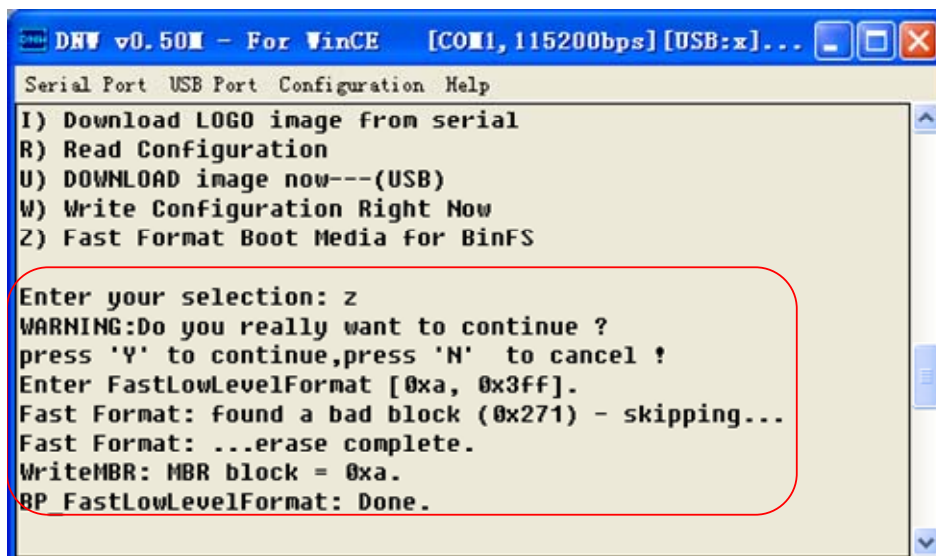 DNW v0.50M - For WinCE [COM1,115200bps][USB:x]...
Serial Port USB Port Configuration Help
I) Download LOGO image from serial
R) Read Configuration
U) DOWNLOAD image now---(USB)
W) Write Configuration Right Now
Z) Fast Format Boot Media for BinFS
Enter your selection: z
WARNING:Do you really want to continue ?
press 'Y' to continue,press 'N'  to cancel !
Enter FastLowLevelFormat [0xa, 0x3ff].
Fast Format: found a bad block (0x271) - skipping...
Fast Format: ...erase complete.
WriteMBR: MBR block = 0xa.
BP_FastLowLevelFormat: Done.